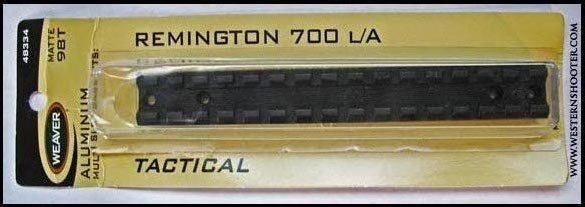 48334
MATTE
98T
WEAVER
ALUMINUM
REMINGTON 700 L/A
TACTICAL
WWW.WESTERNSHOOTER.COM